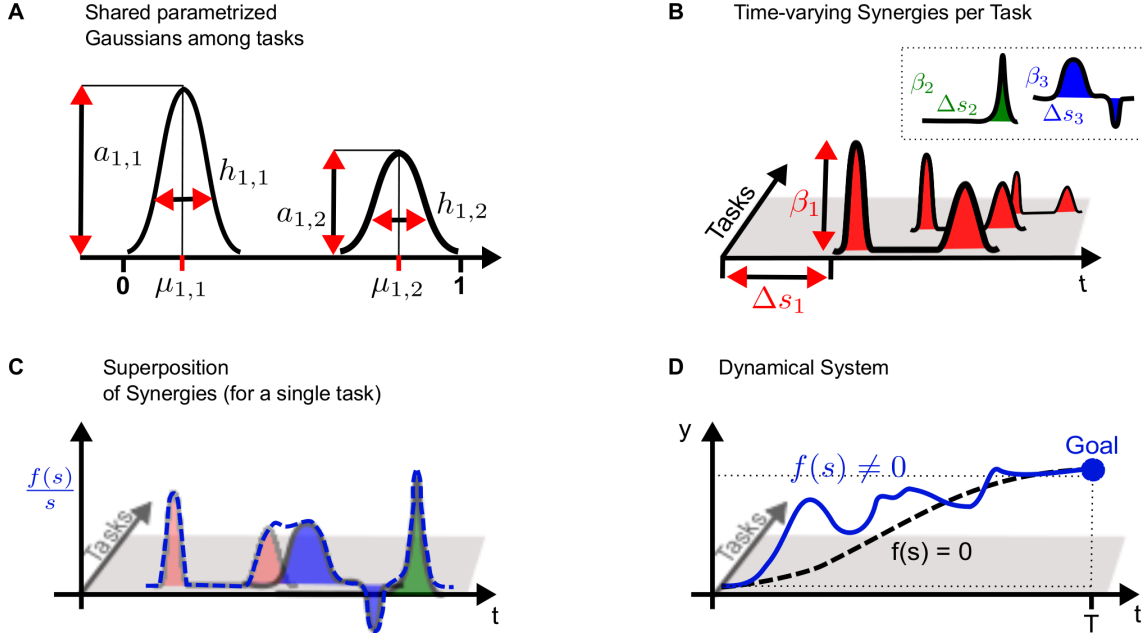 A
Shared parametrized
Gaussians among tasks
a1,1
h1,1
a1,2
h1,2
0
μ1,1
μ1,2
1
B
Time-varying Synergies per Task
β2
Δs2
β3
Δs3
Tasks
β1
Δs1
t
C
Superposition
of Synergies (for a single task)
f(s)
s
Tasks
t
D
Dynamical System
y
Goal
f(s) ≠ 0
Tasks
f(s) = 0
T
t